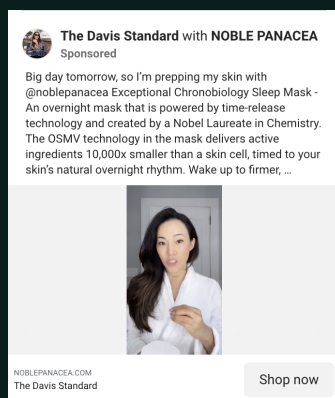 The Davis Standard with NOBLE PANACEA
Sponsored
Big day tomorrow, so I'm prepping my skin with
@noblepanacea Exceptional Chronobiology Sleep Mask -
An overnight mask that is powered by time-release
technology and created by a Nobel Laureate in Chemistry.
The OSMV technology in the mask delivers active
ingredients 10,000x smaller than a skin cell, timed to your
skin's natural overnight rhythm. Wake up to firmer, ...
NOBLEPANACEA.COM
The Davis Standard
Shop now